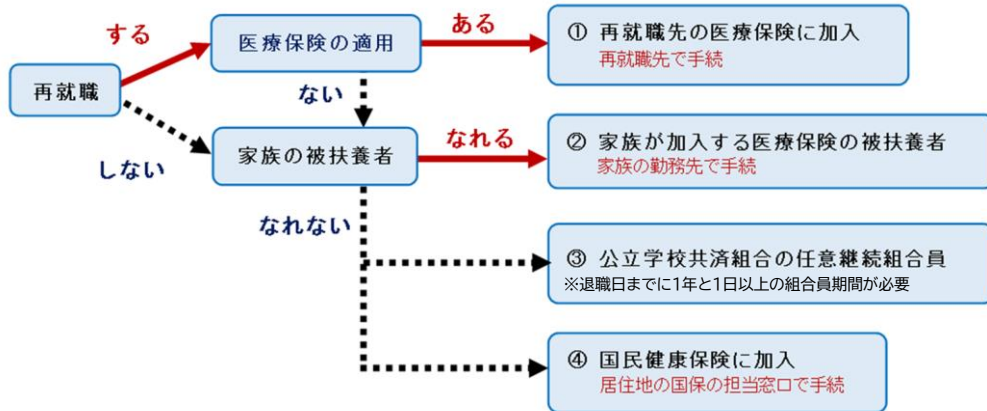 再就職
する
しない
医療保険の適用
ある
ない
家族の被扶養者
なれる
なれない
① 再就職先の医療保険に加入
再就職先で手続
② 家族が加入する医療保険の被扶養者
家族の勤務先で手続
③ 公立学校共済組合の任意継続組合員
※退職日までに1年と1日以上の組合員期間が必要
④ 国民健康保険に加入
居住地の国保の担当窓口で手続